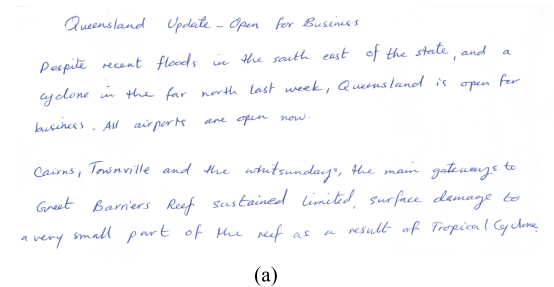 Queensland Update - Open for Business
Despite recent floods in the south east of the state, and a
cyclone in the far north last week, Queensland is open for
business. All airports are open now.
Cairns, Townville and the whitsundays, the main gateways to
Great Barriers Reef sustained limited, surface damage to
a very small part of the reef as a result of Tropical Cyclone.
(a)